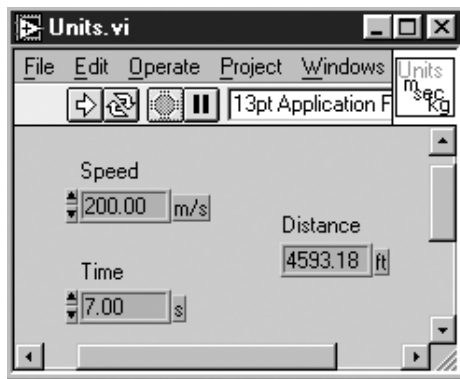 Units.vi
File Edit Operate Project Windows
Units
m
sec
kg
13pt Application F
Speed
200.00 m/s
Distance
4593.18 ft
Time
7.00 s